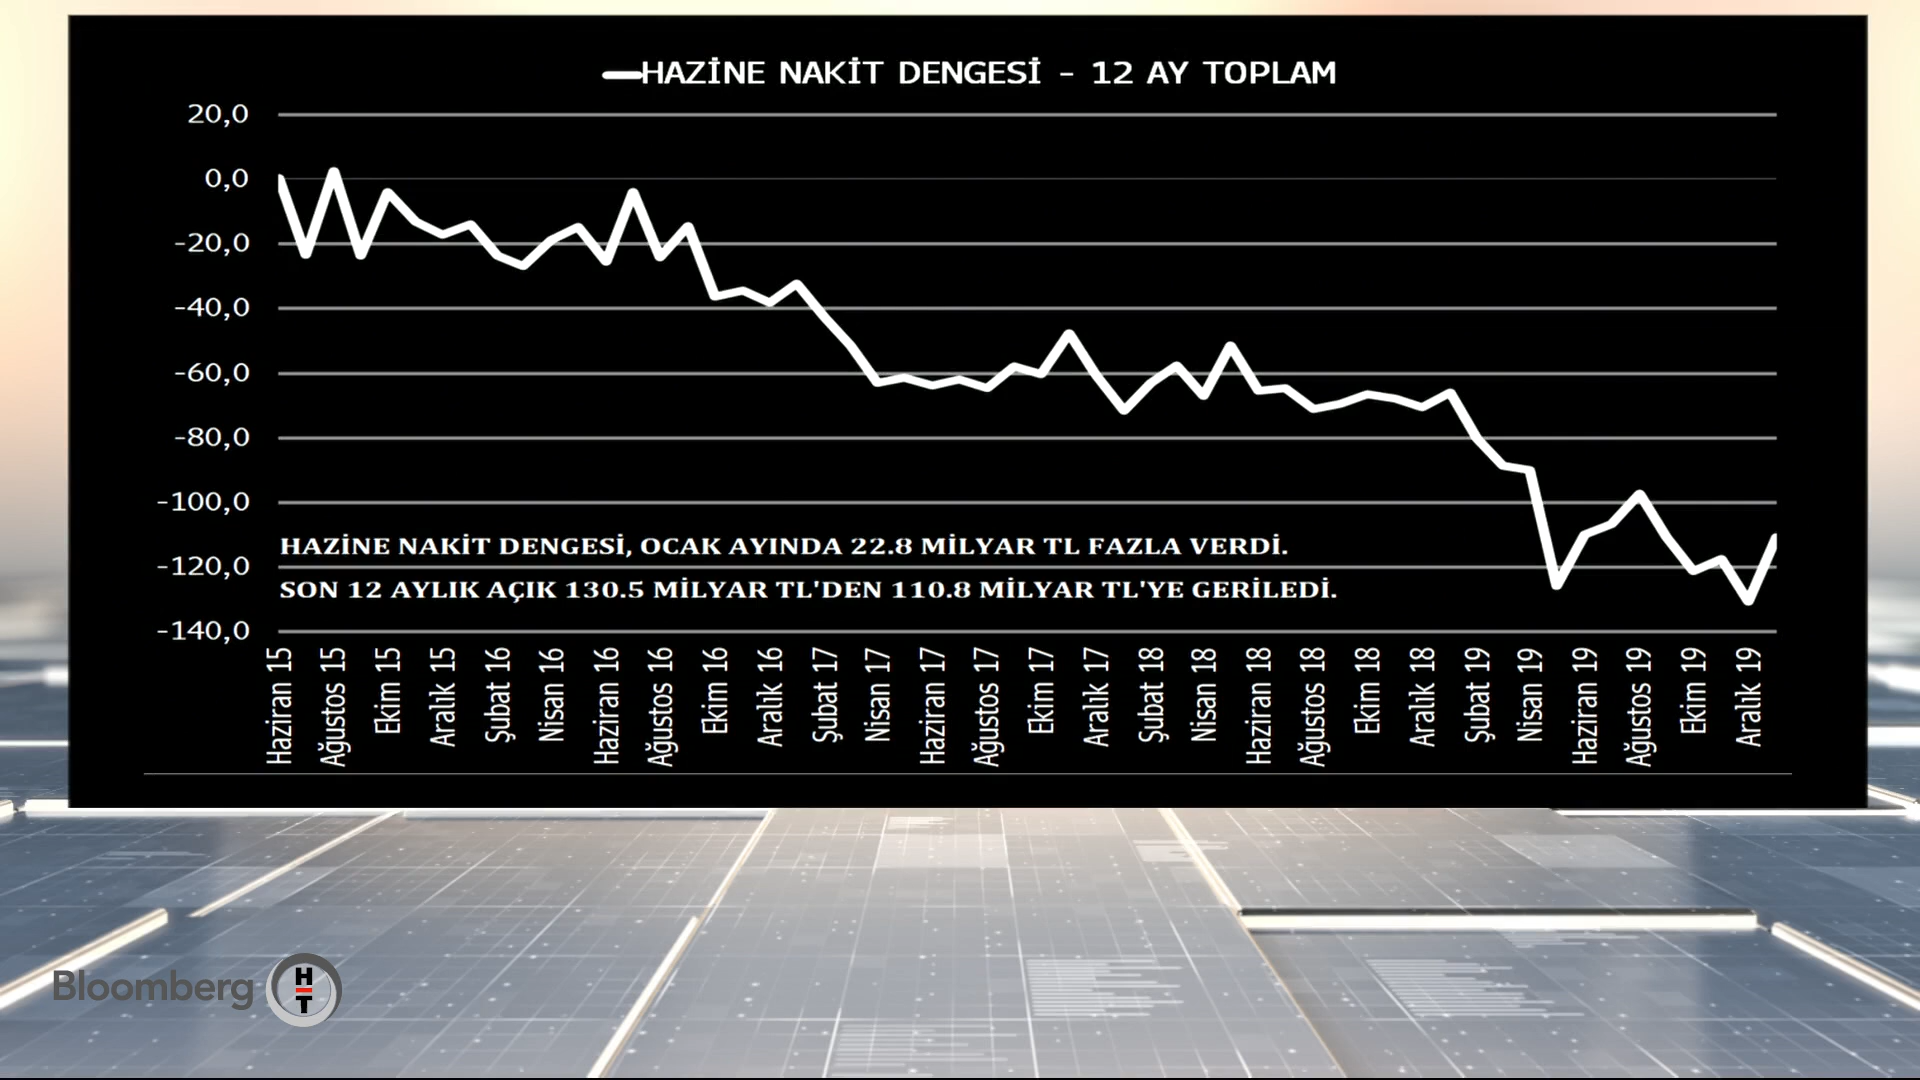 HAZİNE NAKİT DENGESİ - 12 AY TOPLAM
20,0
0,0
-20,0
-40,0
-60,0
-80,0
-100,0
-120,0
-140,0
HAZİNE NAKİT DENGESİ, OCAK AYINDA 22.8 MİLYAR TL FAZLA VERDİ.
SON 12 AYLIK AÇIK 130.5 MİLYAR TL'DEN 110.8 MİLYAR TL'YE GERİLEDİ.
Haziran 15
Ağustos 15
Ekim 15
Aralık 15
Şubat 16
Nisan 16
Haziran 16
Ağustos 16
Ekim 16
Aralık 16
Şubat 17
Nisan 17
Haziran 17
Ağustos 17
Ekim 17
Aralık 17
Şubat 18
Nisan 18
Haziran 18
Ağustos 18
Ekim 18
Aralık 18
Şubat 19
Nisan 19
Haziran 19
Ağustos 19
Ekim 19
Aralık 19
Bloomberg HT